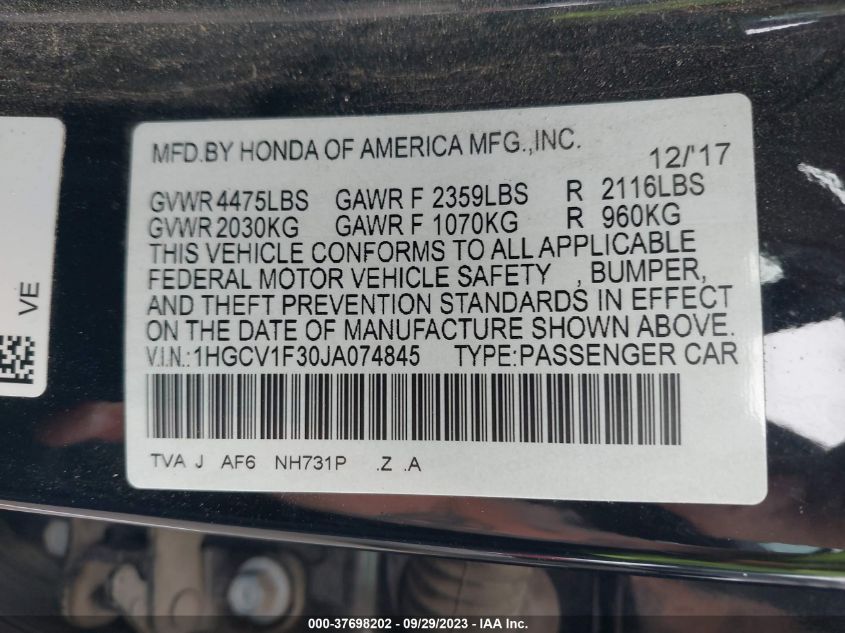 MFD.BY HONDA OF AMERICA MFG.,INC. 12/'17
GVWR 4475LBS GAWR F 2359LBS R 2116LBS
GVWR 2030KG GAWR F 1070KG R 960KG
THIS VEHICLE CONFORMS TO ALL APPLICABLE
FEDERAL MOTOR VEHICLE SAFETY , BUMPER,
AND THEFT PREVENTION STANDARDS IN EFFECT
ON THE DATE OF MANUFACTURE SHOWN ABOVE.
V.I.N.:1HGCV1F30JA074845 TYPE:PASSENGER CAR
TVA J AF6 NH731P .Z .A
VE
000-37698202 - 09/29/2023 - IAA Inc.